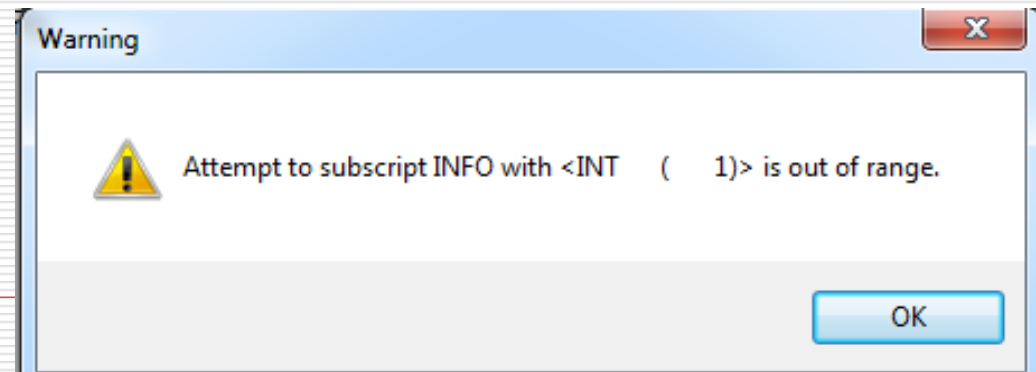 Warning
Attempt to subscript INFO with <INT ( 1)> is out of range.
OK